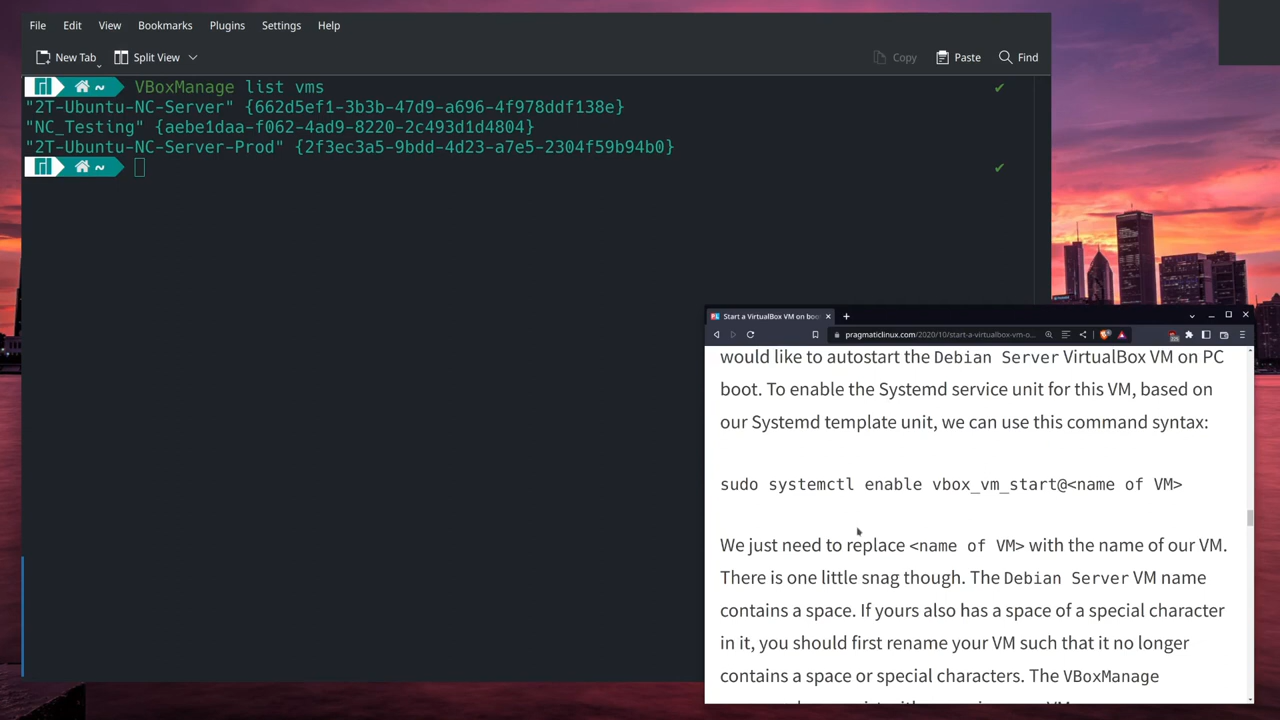 File Edit View Bookmarks Plugins Settings Help
New Tab Split View Copy Paste Find
~ VBoxManage list vms
"2T-Ubuntu-NC-Server" {662d5ef1-3b3b-47d9-a696-4f978ddf138e}
"NC_Testing" {aebe1daa-f062-4ad9-8220-2c493d1d4804}
"2T-Ubuntu-NC-Server-Prod" {2f3ec3a5-9bdd-4d23-a7e5-2304f59b94b0}
~
Start a VirtualBox VM on boo
pragmaticlinux.com/2020/10/start-a-virtualbox-vm-o...
would like to autostart the Debian Server VirtualBox VM on PC
boot. To enable the Systemd service unit for this VM, based on
our Systemd template unit, we can use this command syntax:
sudo systemctl enable vbox_vm_start@<name of VM>
We just need to replace <name of VM> with the name of our VM.
There is one little snag though. The Debian Server VM name
contains a space. If yours also has a space of a special character
in it, you should first rename your VM such that it no longer
contains a space or special characters. The VBoxManage